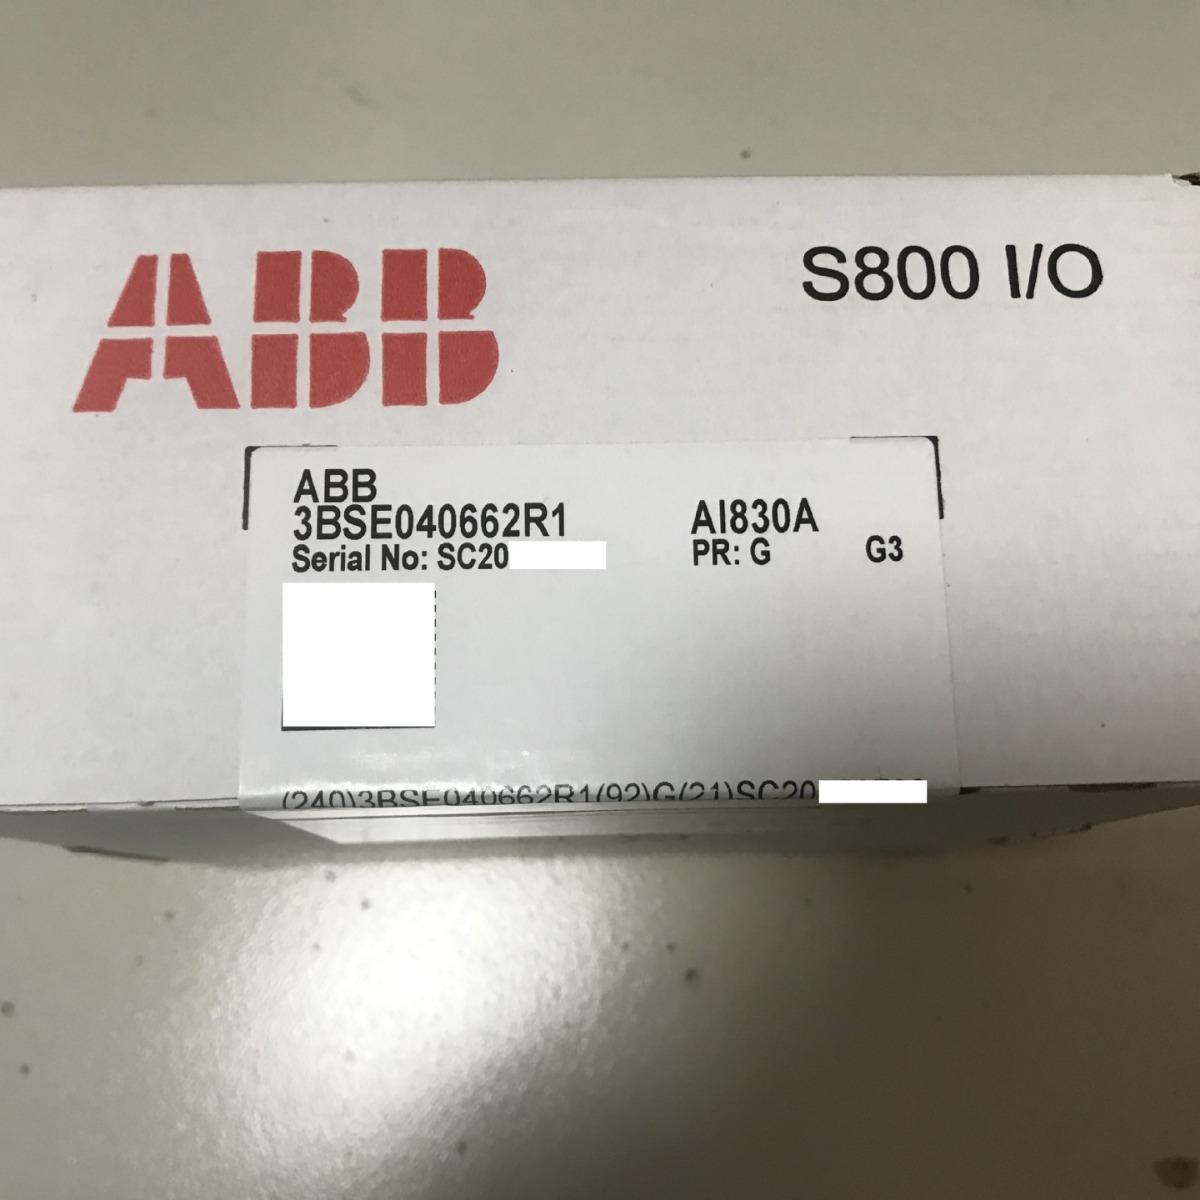 ABB
S800 I/O
ABB
3BSE040662R1
AI830A
Serial No: SC20
PR: G
G3
(240)3BSE040662R1(92)G(21)SC20